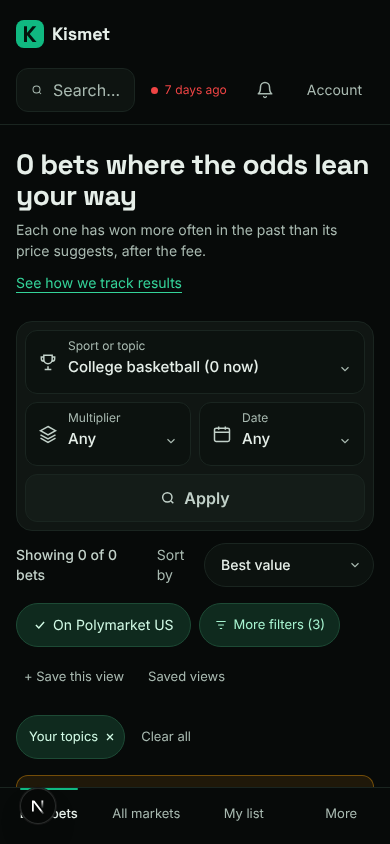 Kismet
Search...
7 days ago
Account
0 bets where the odds lean
your way
Each one has won more often in the past than its
price suggests, after the fee.
See how we track results
Sport or topic
College basketball (0 now)
Multiplier
Any
Date
Any
Apply
Showing 0 of 0
bets
Sort
by
Best value
On Polymarket US
More filters (3)
+ Save this view
Saved views
Your topics ×
Clear all
bets
All markets
My list
More